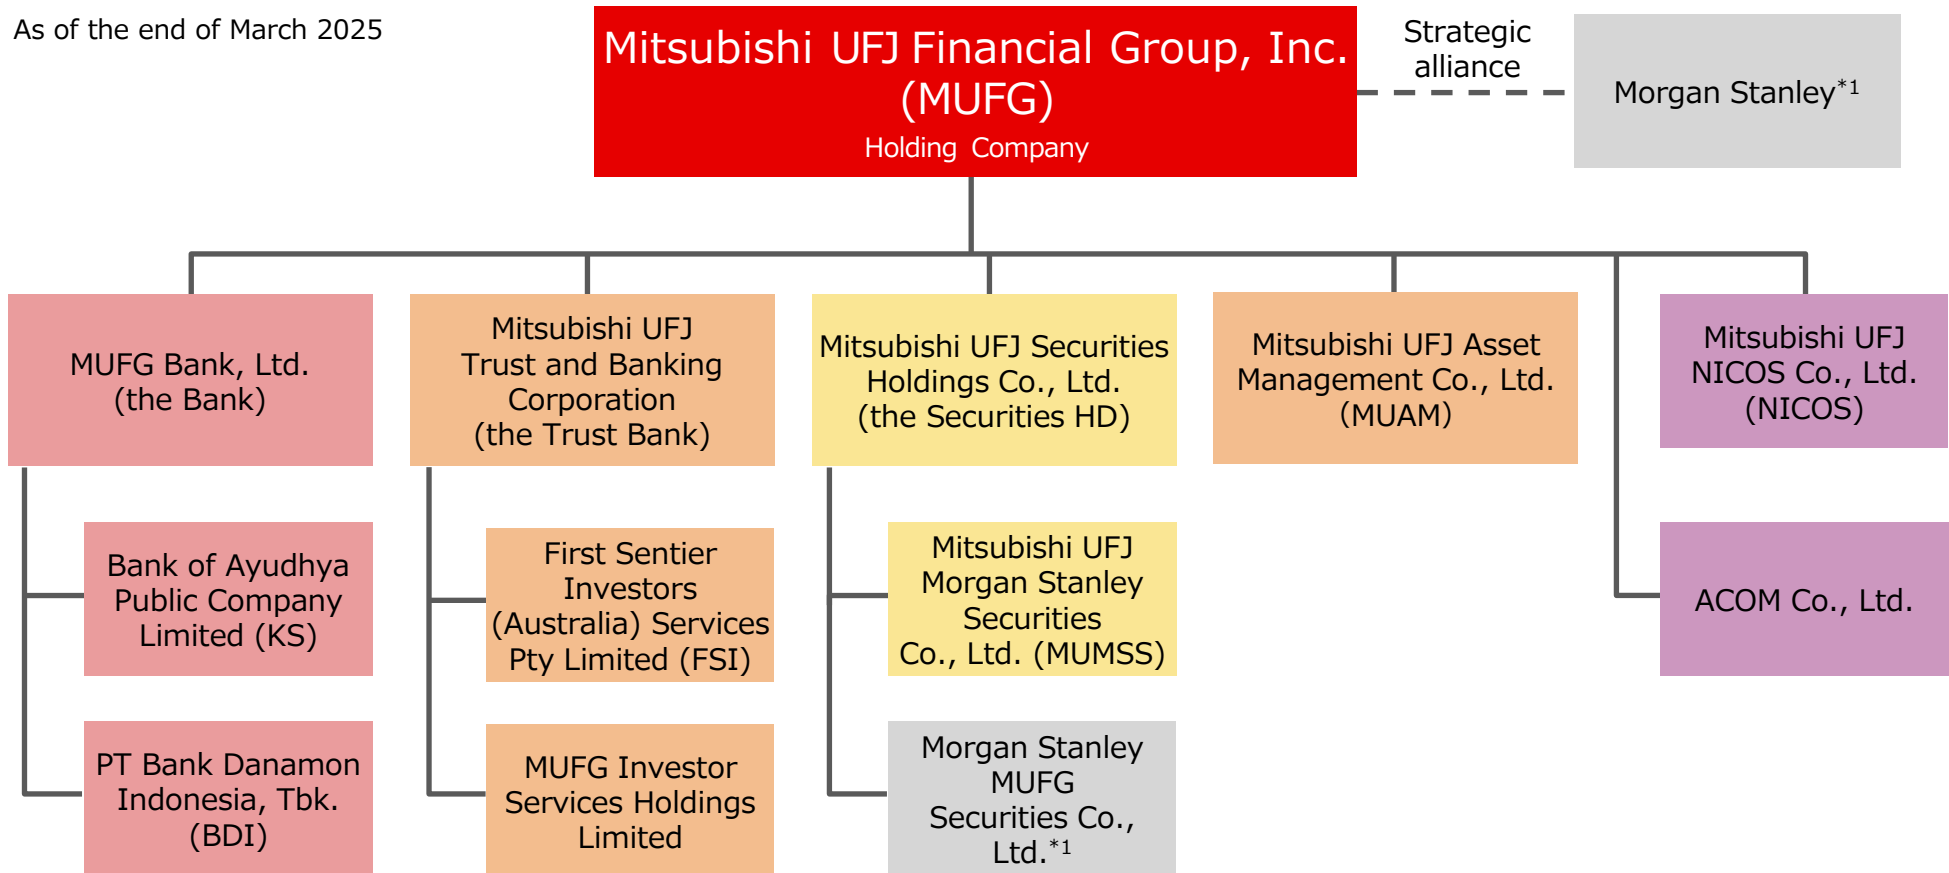 As of the end of March 2025
Mitsubishi UFJ Financial Group, Inc.
(MUFG)
Holding Company
Strategic
alliance
Morgan Stanley*1
MUFG Bank, Ltd.
(the Bank)
Mitsubishi UFJ
Trust and Banking
Corporation
(the Trust Bank)
Mitsubishi UFJ Securities
Holdings Co., Ltd.
(the Securities HD)
Mitsubishi UFJ Asset
Management Co., Ltd.
(MUAM)
Mitsubishi UFJ
NICOS Co., Ltd.
(NICOS)
Bank of Ayudhya
Public Company
Limited (KS)
First Sentier
Investors
(Australia) Services
Pty Limited (FSI)
Mitsubishi UFJ
Morgan Stanley
Securities
Co., Ltd. (MUMSS)
ACOM Co., Ltd.
PT Bank Danamon
Indonesia, Tbk.
(BDI)
MUFG Investor
Services Holdings
Limited
Morgan Stanley
MUFG
Securities Co.,
Ltd.*1